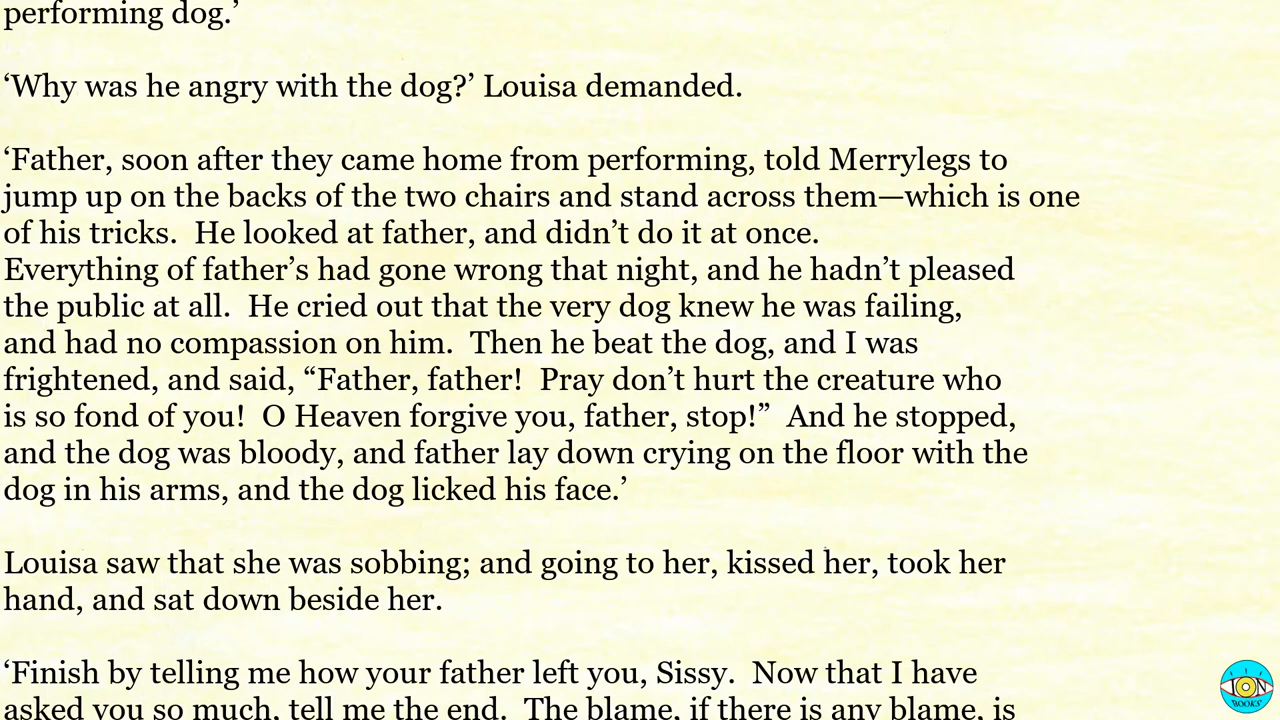 performing dog.’
‘Why was he angry with the dog?’ Louisa demanded.
‘Father, soon after they came home from performing, told Merrylegs to
jump up on the backs of the two chairs and stand across them—which is one
of his tricks.  He looked at father, and didn’t do it at once.
Everything of father’s had gone wrong that night, and he hadn’t pleased
the public at all.  He cried out that the very dog knew he was failing,
and had no compassion on him.  Then he beat the dog, and I was
frightened, and said, “Father, father!  Pray don’t hurt the creature who
is so fond of you!  O Heaven forgive you, father, stop!”  And he stopped,
and the dog was bloody, and father lay down crying on the floor with the
dog in his arms, and the dog licked his face.’
Louisa saw that she was sobbing; and going to her, kissed her, took her
hand, and sat down beside her.
‘Finish by telling me how your father left you, Sissy.  Now that I have
asked you so much, tell me the end.  The blame, if there is any blame, is
ION
BOOKS